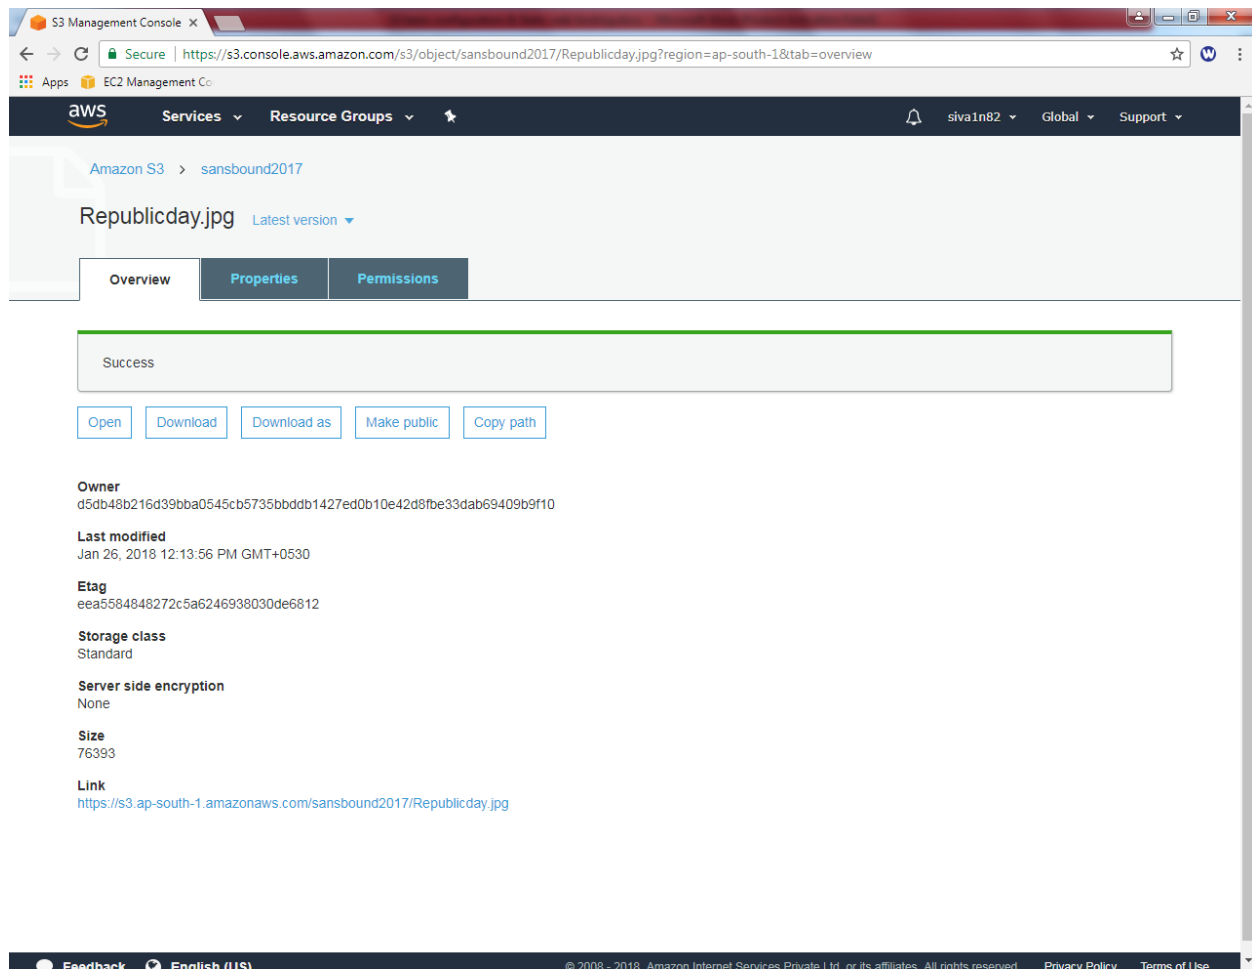 S3 Management Console
Secure | https://s3.console.aws.amazon.com/s3/object/sansbound2017/Republicday.jpg?region=ap-south-1&tab=overview
Apps EC2 Management Co
aws Services Resource Groups siva1n82 Global Support
Amazon S3 > sansbound2017
Republicday.jpg Latest version
Overview Properties Permissions
Success
Open Download Download as Make public Copy path
Owner
d5db48b216d39bba0545cb5735bbddb1427ed0b10e42d8fbe33dab69409b9f10
Last modified
Jan 26, 2018 12:13:56 PM GMT+0530
Etag
eea5584848272c5a6246938030de6812
Storage class
Standard
Server side encryption
None
Size
76393
Link
https://s3.ap-south-1.amazonaws.com/sansbound2017/Republicday.jpg
Feedback English (US) © 2008 - 2018, Amazon Internet Services Private Ltd. or its affiliates. All rights reserved. Privacy Policy Terms of Use